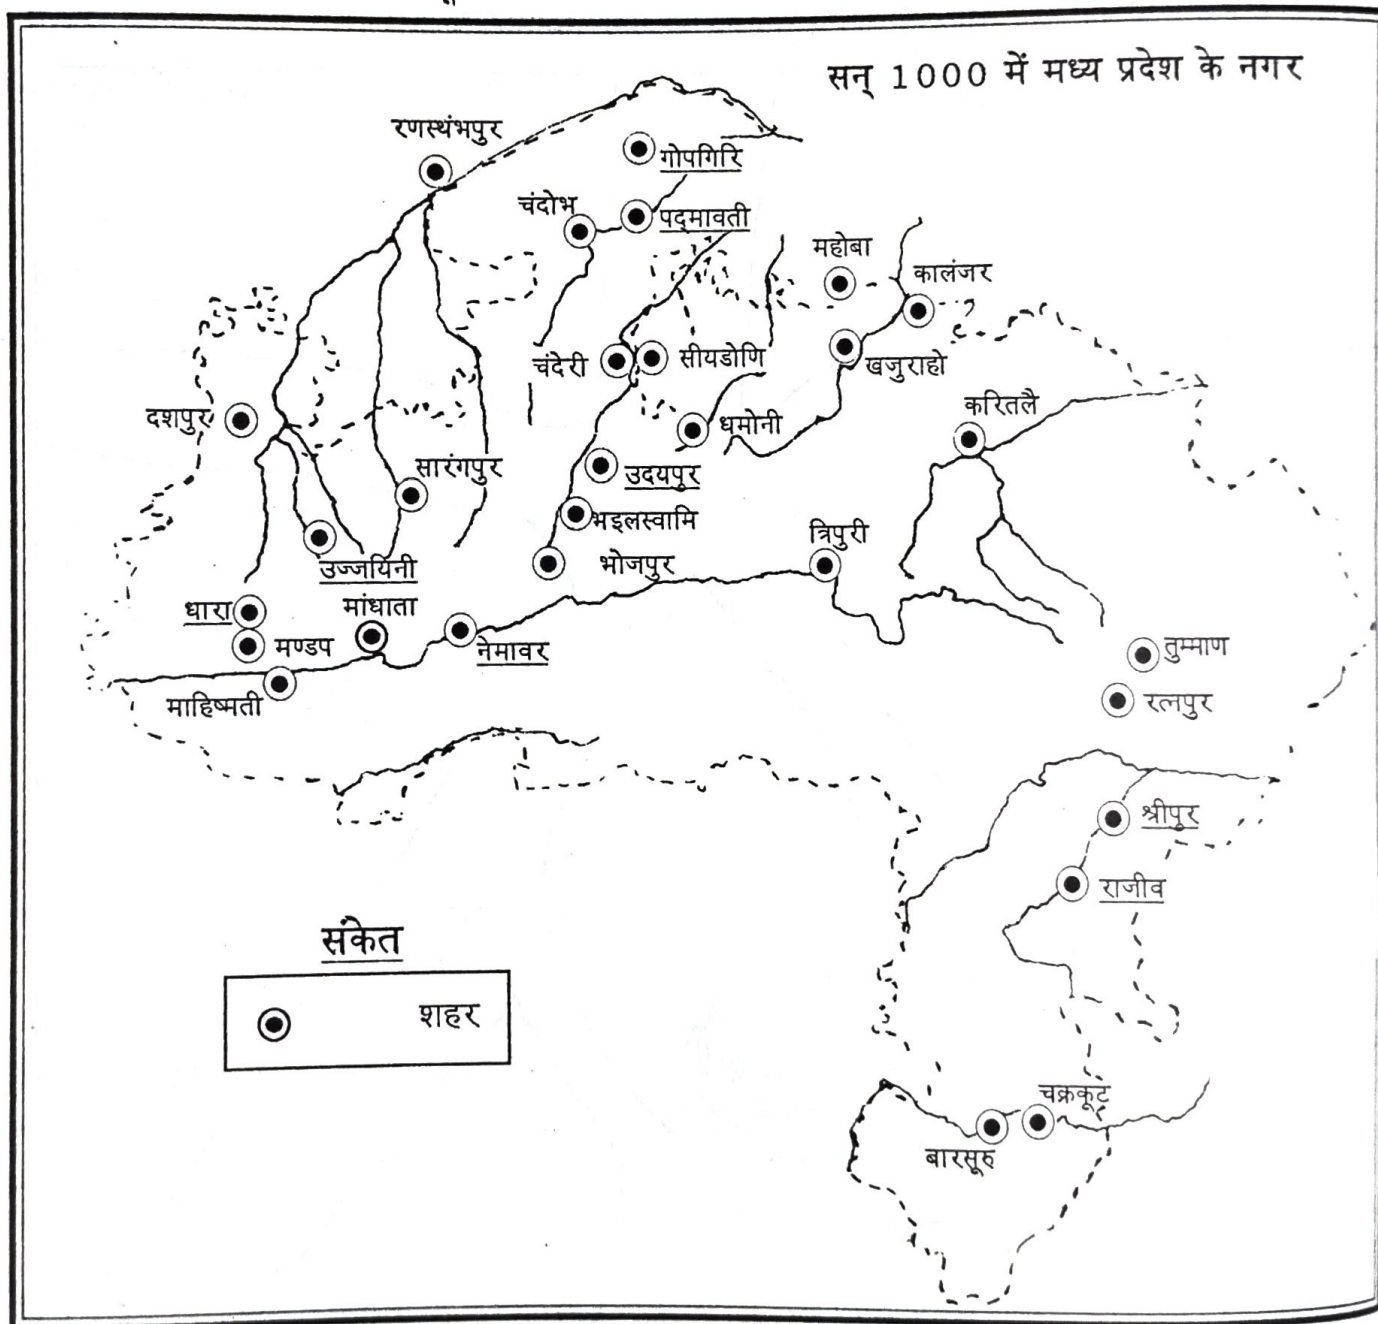 सन् 1000 में मध्य प्रदेश के नगर
रणस्थंभपुर
गोपगिरि
चंदोभ
पद्मावती
महोबा
कालंजर
चंदेरी
सीयडोणि
खजुराहो
दशपुर
धमोनी
करितलै
सारंगपुर
उदयपुर
भइलस्वामि
त्रिपुरी
उज्जयिनी
भोजपुर
धारा
मांधाता
मण्डप
नेमावर
तुम्माण
माहिष्मती
रत्नपुर
श्रीपुर
राजीव
संकेत
शहर
चक्रकूट
बारसूरु